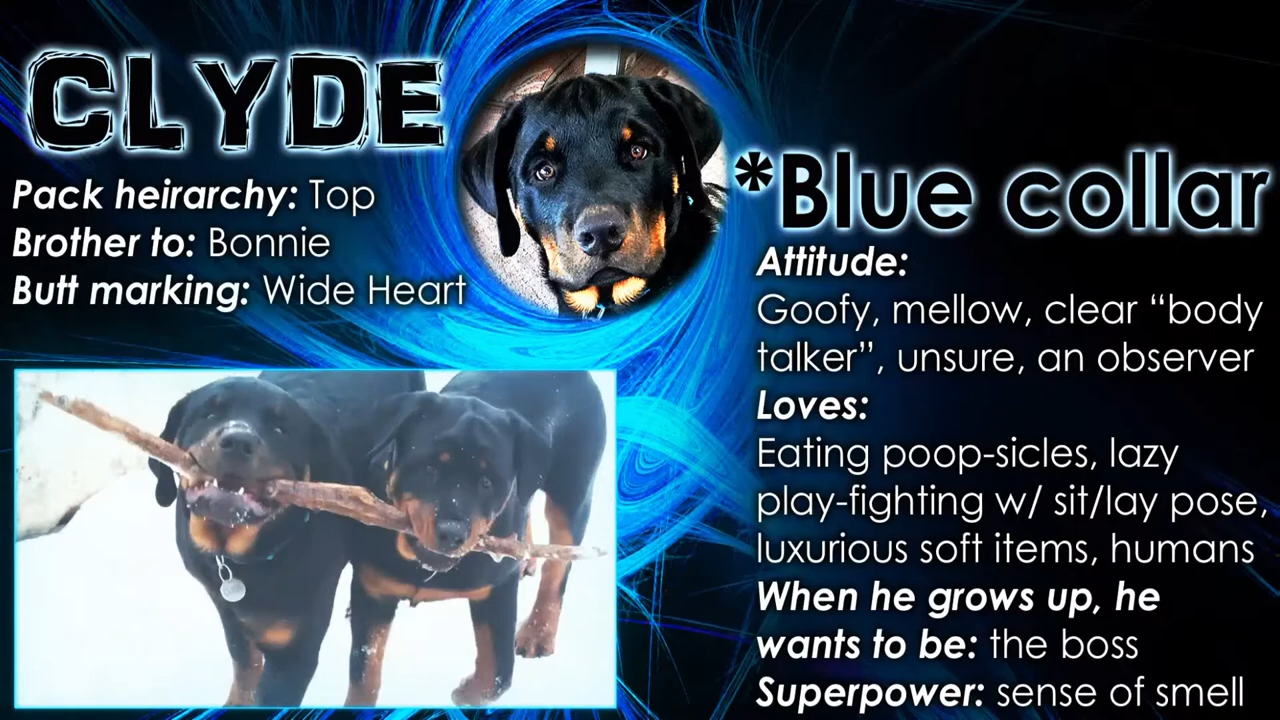 CLYDE
Pack heirarchy: Top
Brother to: Bonnie
Butt marking: Wide Heart
*Blue collar
Attitude:
Goofy, mellow, clear “body
talker”, unsure, an observer
Loves:
Eating poop-sicles, lazy
play-fighting w/ sit/lay pose,
luxurious soft items, humans
When he grows up, he
wants to be: the boss
Superpower: sense of smell